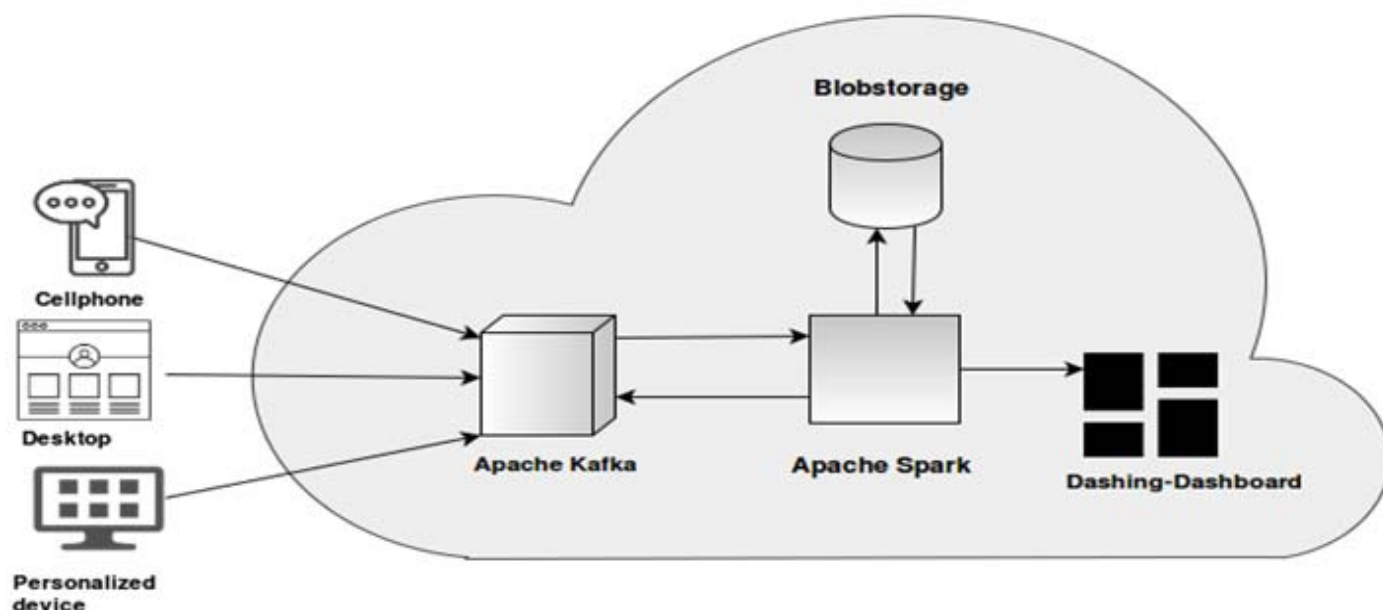 Blobstorage
Cellphone
Desktop
Apache Kafka
Apache Spark
Dashing-Dashboard
Personalized
device